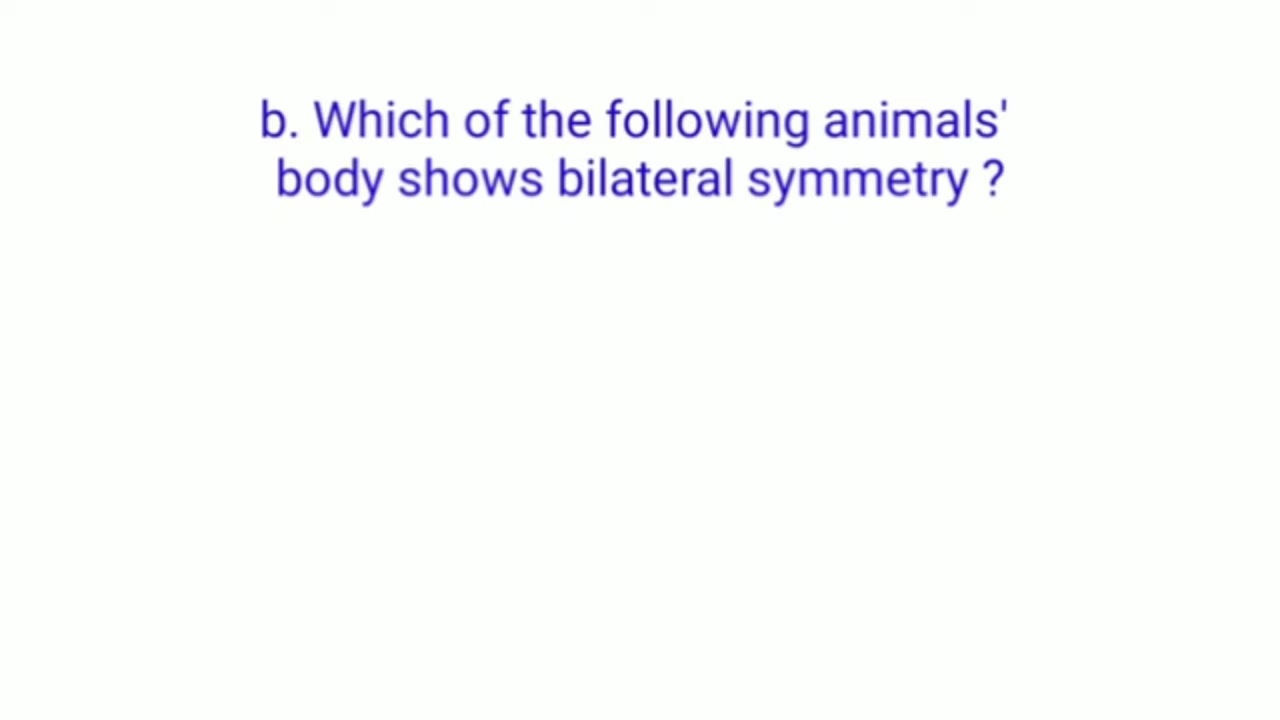 b. Which of the following animals'
body shows bilateral symmetry ?